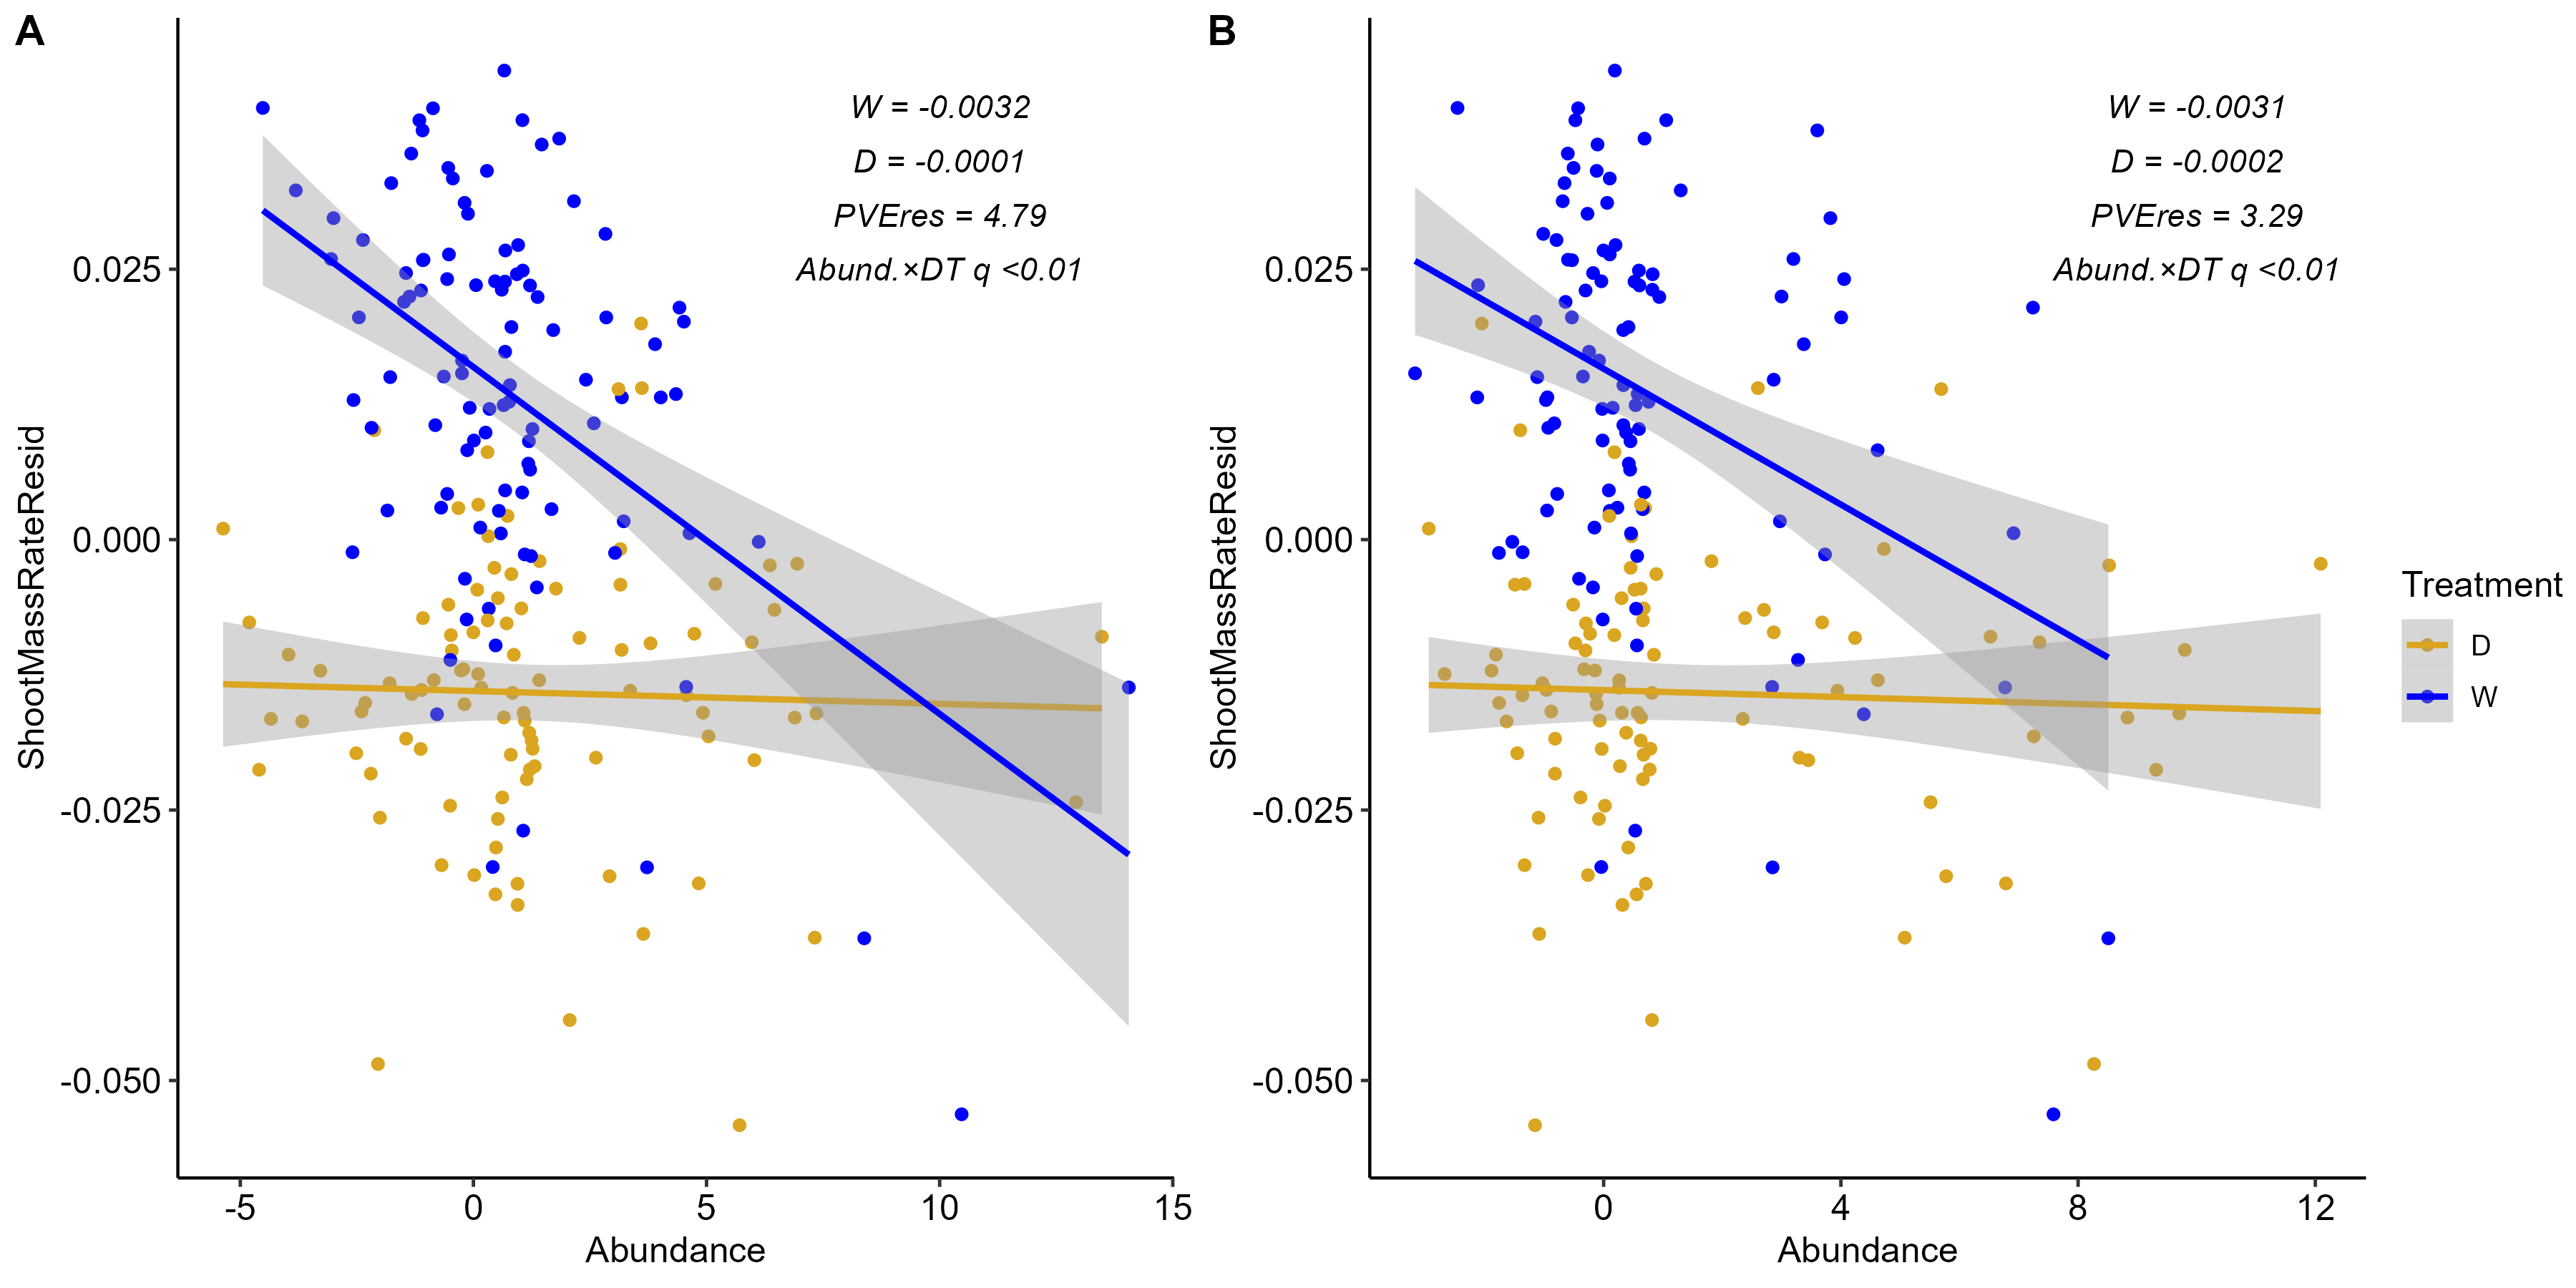 A
W = -0.0032
D = -0.0001
PVEres = 4.79
Abund.×DT q <0.01
0.025
0.000
-0.025
-0.050
ShootMassRateResid
-5 0 5 10 15
Abundance
B
W = -0.0031
D = -0.0002
PVEres = 3.29
Abund.×DT q <0.01
0.025
0.000
-0.025
-0.050
ShootMassRateResid
0 4 8 12
Abundance
Treatment
D
W